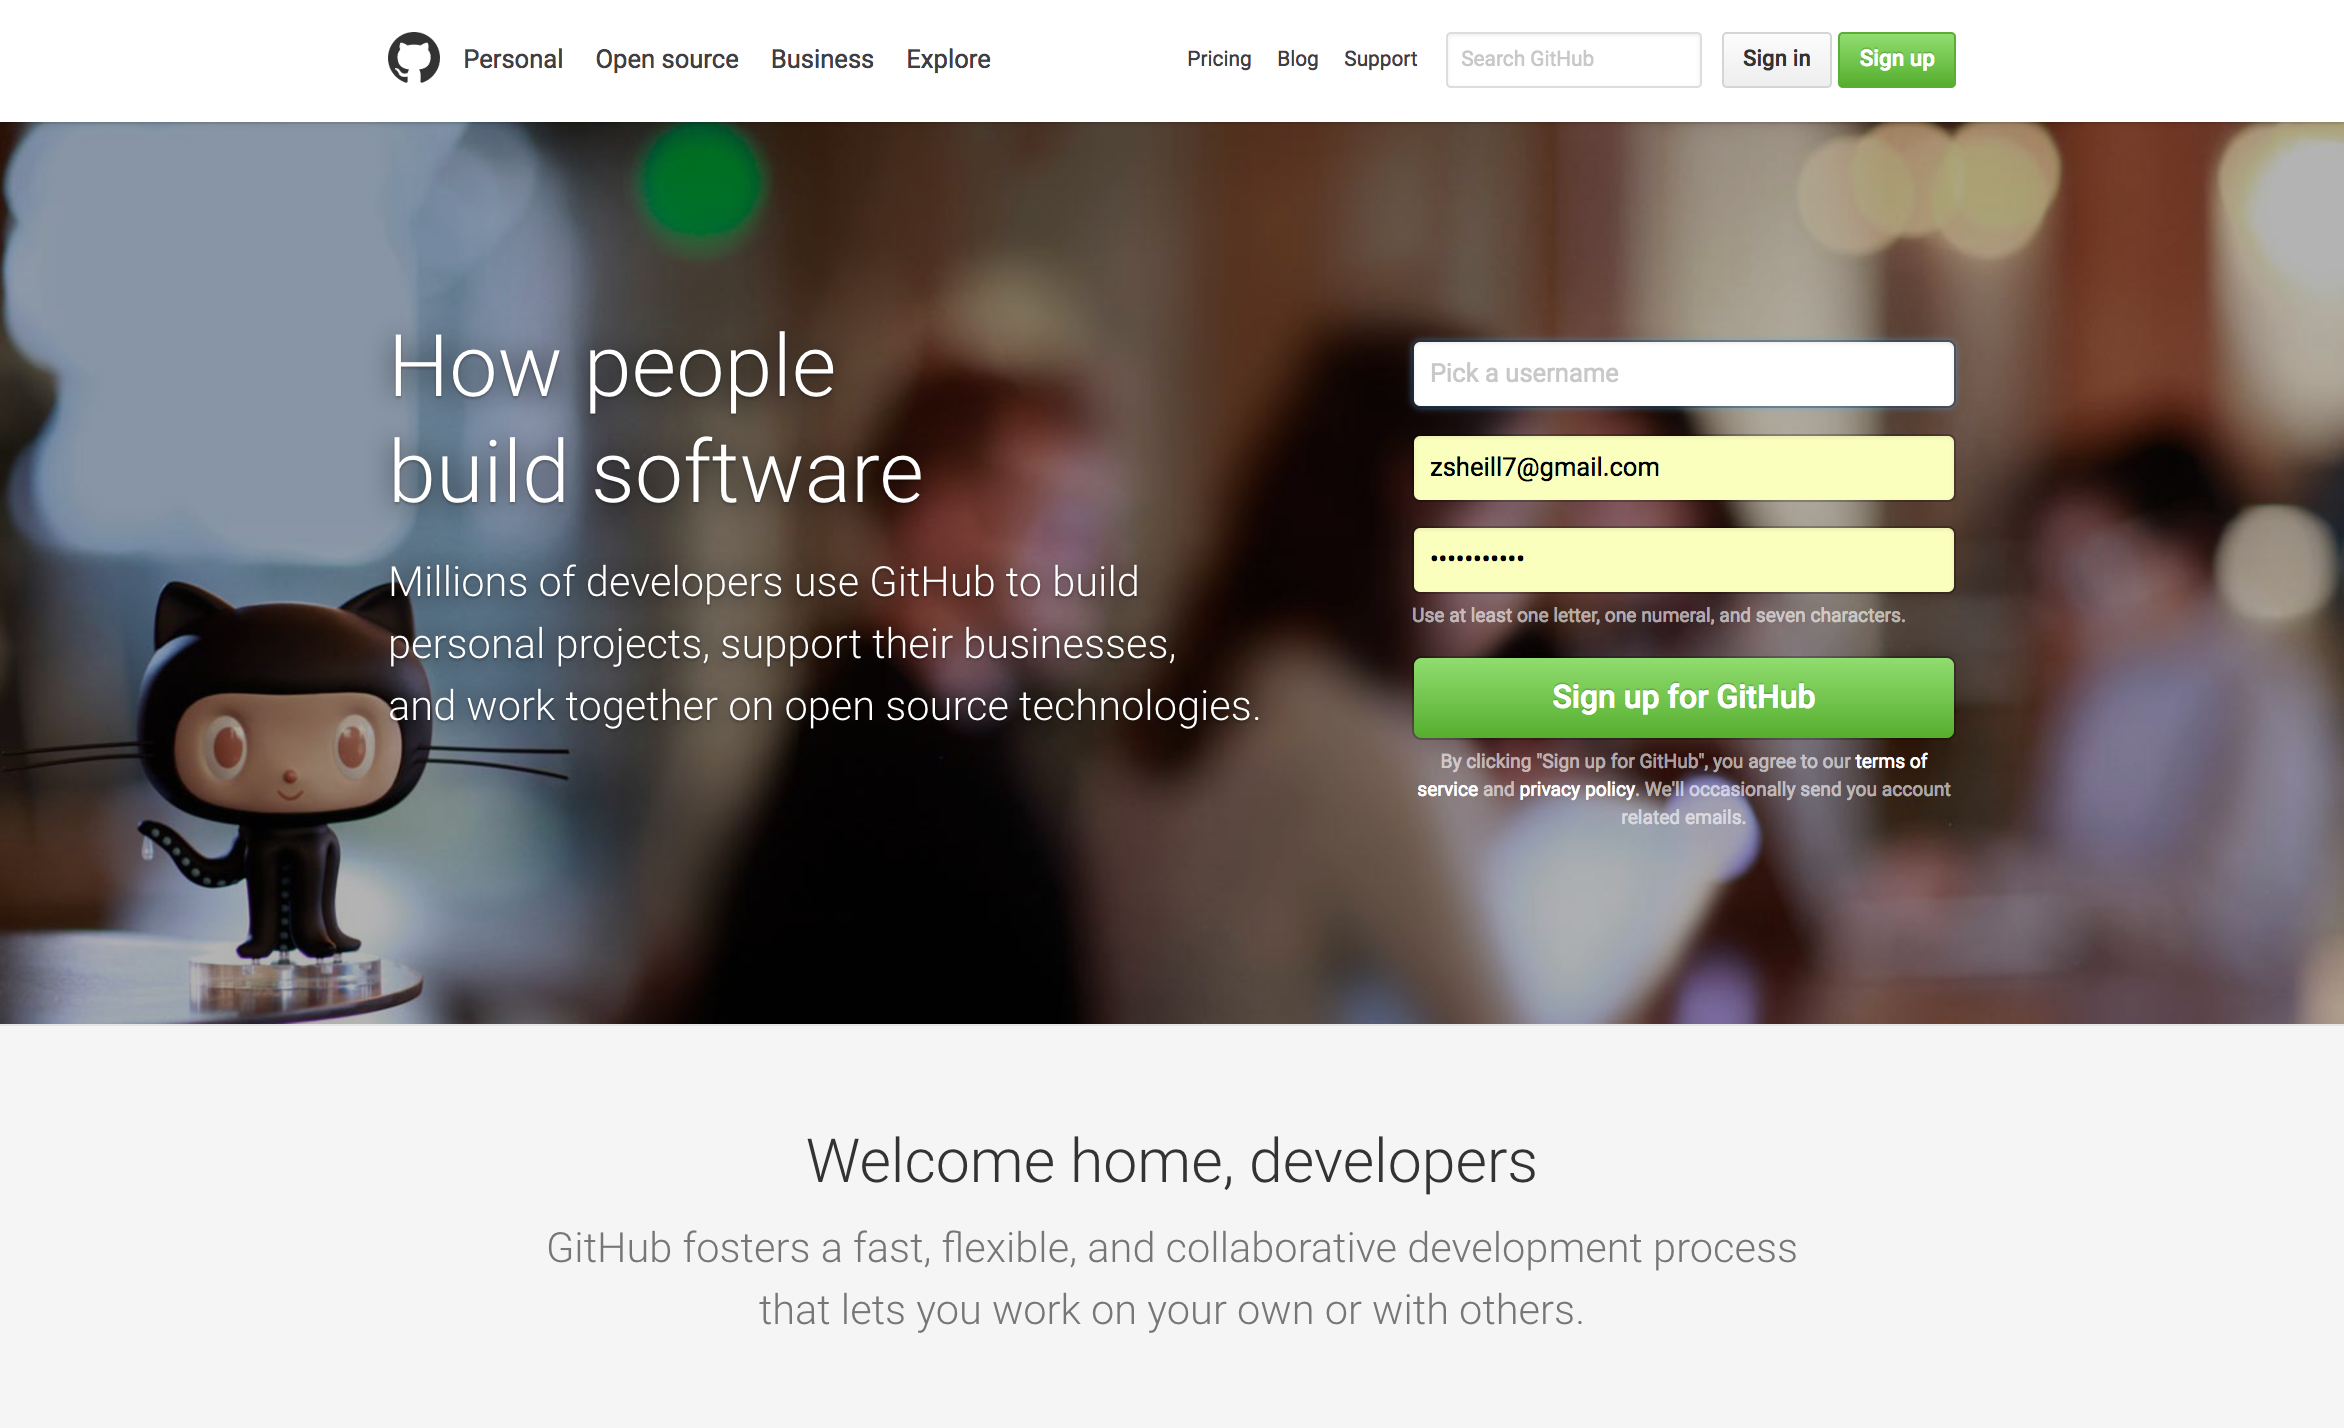 Personal Open source Business Explore Pricing Blog Support Search GitHub Sign in Sign up
How people
build software
Millions of developers use GitHub to build
personal projects, support their businesses,
and work together on open source technologies.
Pick a username
zsheill7@gmail.com
•••••••••••
Use at least one letter, one numeral, and seven characters.
Sign up for GitHub
By clicking "Sign up for GitHub", you agree to our terms of
service and privacy policy. We'll occasionally send you account
related emails.
Welcome home, developers
GitHub fosters a fast, flexible, and collaborative development process
that lets you work on your own or with others.